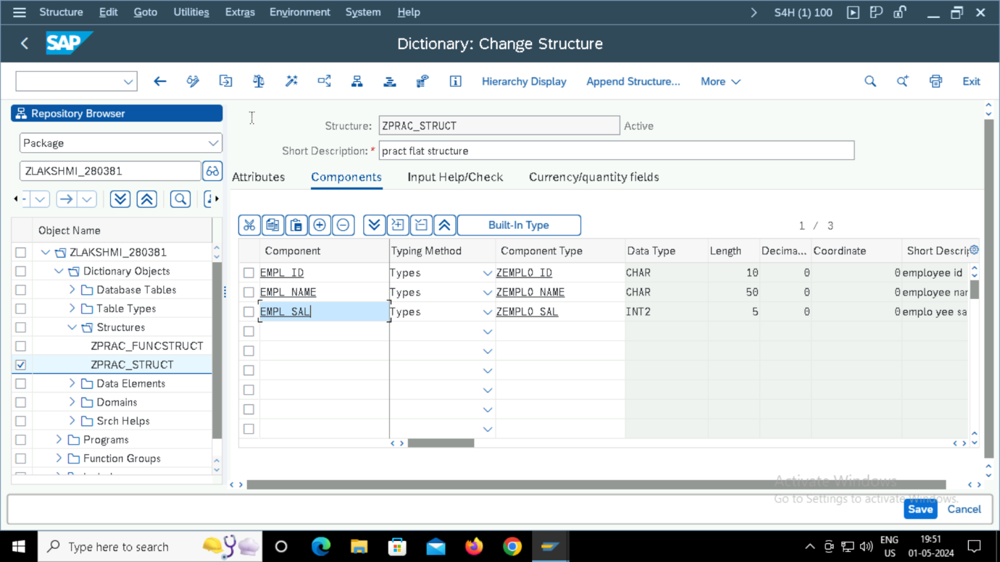 Structure Edit Goto Utilities Extras Environment System Help S4H (1) 100
SAP Dictionary: Change Structure
Hierarchy Display Append Structure... More Exit
Repository Browser
Package
ZLAKSHMI_280381
Object Name
ZLAKSHMI_280381
Dictionary Objects
Database Tables
Table Types
Structures
ZPRAC_FUNCSTRUCT
ZPRAC_STRUCT
Data Elements
Domains
Srch Helps
Programs
Function Groups
Structure: ZPRAC_STRUCT Active
Short Description: * pract flat structure
Attributes Components Input Help/Check Currency/quantity fields
Built-In Type 1 / 3
Component Typing Method Component Type Data Type Length Decima... Coordinate Short Descrip
EMPL_ID Types ZEMPLO_ID CHAR 10 0 0 employee id
EMPL_NAME Types ZEMPLO_NAME CHAR 50 0 0 employee nar
EMPL_SAL Types ZEMPLO_SAL INT2 5 0 0 emplo yee sa
Activate Windows
Go to Settings to activate Windows.
Save Cancel
Type here to search
ENG
US
19:51
01-05-2024